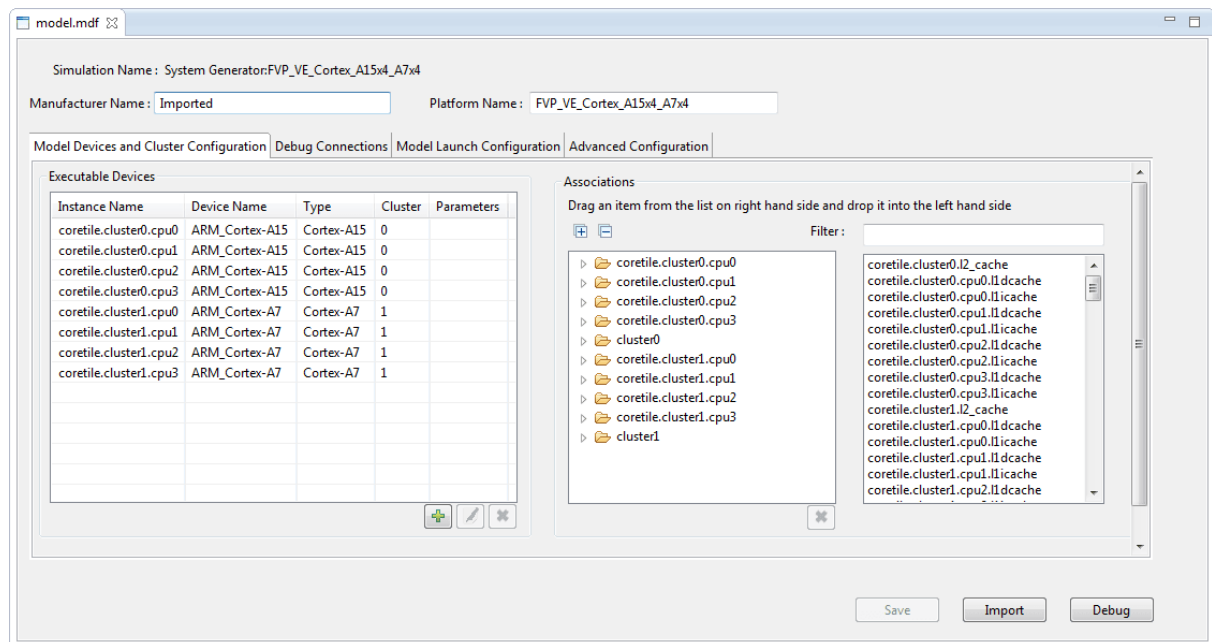 model.mdf
Simulation Name : System Generator:FVP_VE_Cortex_A15x4_A7x4
Manufacturer Name : Imported Platform Name : FVP_VE_Cortex_A15x4_A7x4
Model Devices and Cluster Configuration Debug Connections Model Launch Configuration Advanced Configuration
Executable Devices
Instance Name Device Name Type Cluster Parameters
coretile.cluster0.cpu0 ARM_Cortex-A15 Cortex-A15 0
coretile.cluster0.cpu1 ARM_Cortex-A15 Cortex-A15 0
coretile.cluster0.cpu2 ARM_Cortex-A15 Cortex-A15 0
coretile.cluster0.cpu3 ARM_Cortex-A15 Cortex-A15 0
coretile.cluster1.cpu0 ARM_Cortex-A7 Cortex-A7 1
coretile.cluster1.cpu1 ARM_Cortex-A7 Cortex-A7 1
coretile.cluster1.cpu2 ARM_Cortex-A7 Cortex-A7 1
coretile.cluster1.cpu3 ARM_Cortex-A7 Cortex-A7 1
Associations
Drag an item from the list on right hand side and drop it into the left hand side
Filter :
coretile.cluster0.cpu0
coretile.cluster0.cpu1
coretile.cluster0.cpu2
coretile.cluster0.cpu3
cluster0
coretile.cluster1.cpu0
coretile.cluster1.cpu1
coretile.cluster1.cpu2
coretile.cluster1.cpu3
cluster1
coretile.cluster0.l2_cache
coretile.cluster0.cpu0.l1dcache
coretile.cluster0.cpu0.l1icache
coretile.cluster0.cpu1.l1dcache
coretile.cluster0.cpu1.l1icache
coretile.cluster0.cpu2.l1dcache
coretile.cluster0.cpu2.l1icache
coretile.cluster0.cpu3.l1dcache
coretile.cluster0.cpu3.l1icache
coretile.cluster1.l2_cache
coretile.cluster1.cpu0.l1dcache
coretile.cluster1.cpu0.l1icache
coretile.cluster1.cpu1.l1dcache
coretile.cluster1.cpu1.l1icache
coretile.cluster1.cpu2.l1dcache
Save Import Debug